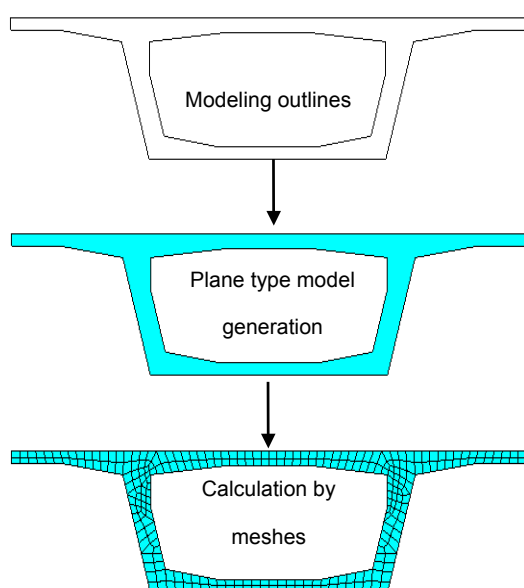 Modeling outlines
Plane type model
generation
Calculation by
meshes